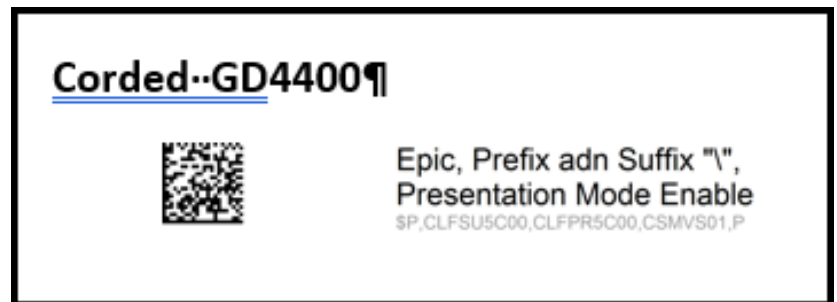 Corded··GD4400¶
Epic, Prefix adn Suffix "\",
Presentation Mode Enable
$P,CLFSU5C00,CLFPR5C00,CSMVS01,P